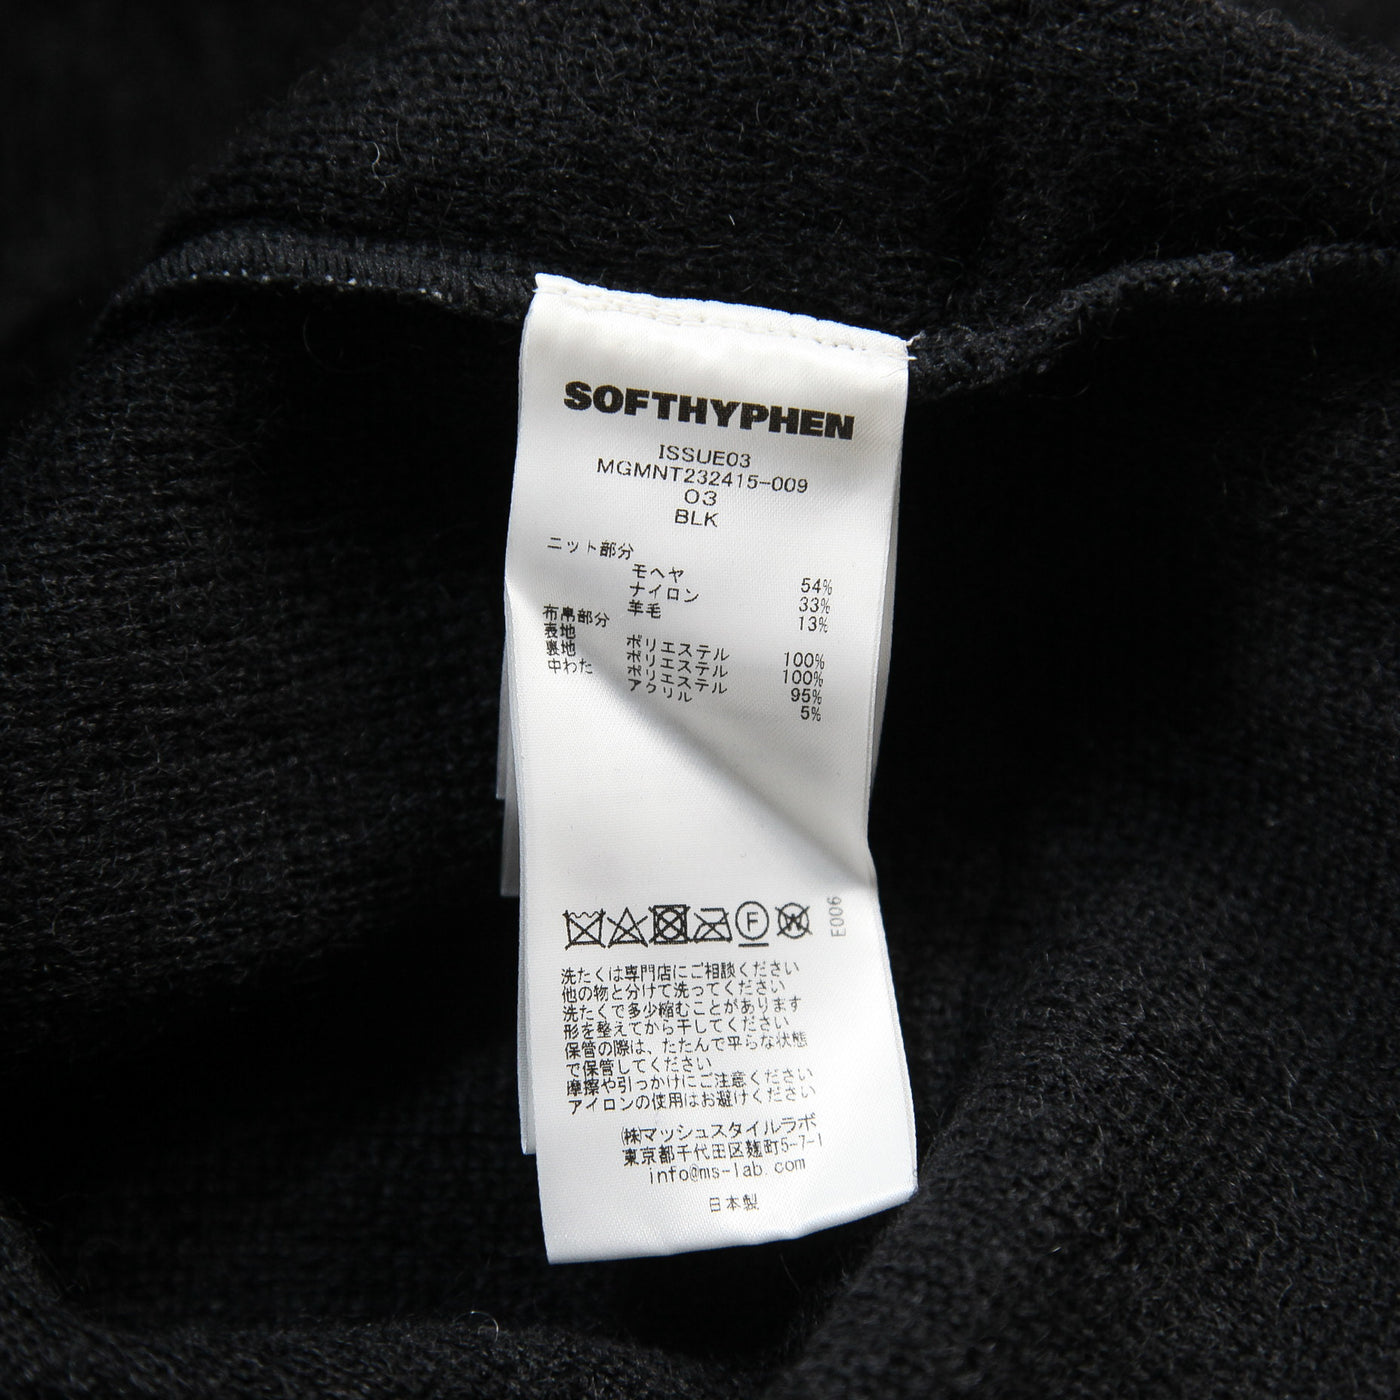 SOFTHYPHEN
ISSUE03
MGMNT232415-009
03
BLK
ニット部分
モヘヤ 54%
ナイロン 33%
羊毛 13%
布帛部分
表地 ポリエステル 100%
裏地 ポリエステル 100%
中わた ポリエステル 95%
アクリル 5%
F W E006
洗たくは専門店にご相談ください
他の物と分けて洗ってください
洗たくで多少縮むことがあります
形を整えてから干してください
保管の際は、たたんで平らな状態
で保管してください
摩擦や引っかけにご注意ください
アイロンの使用はお避けください
㈱マッシュスタイルラボ
東京都千代田区麹町5-7-1
info@ms-lab.com
日本製